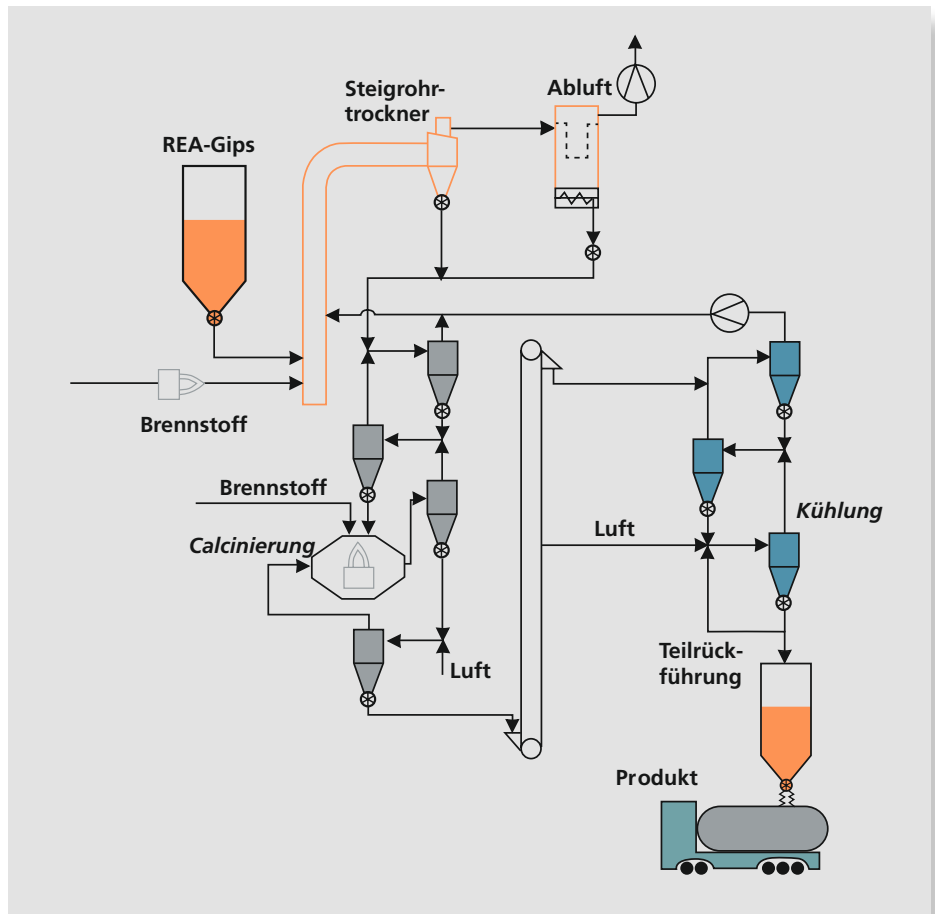 Steigrohr-
trockner
Abluft
REA-Gips
Brennstoff
Brennstoff
Calcinierung
Luft
Kühlung
Luft
Teilrück-
führung
Produkt